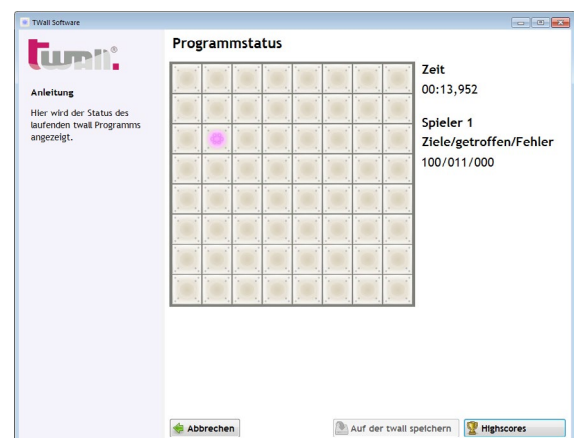 TWall Software
twall®
Anleitung
Hier wird der Status des
laufenden twall Programms
angezeigt.
Programmstatus
Zeit
00:13,952
Spieler 1
Ziele/getroffen/Fehler
100/011/000
Abbrechen
Auf der twall speichern
Highscores